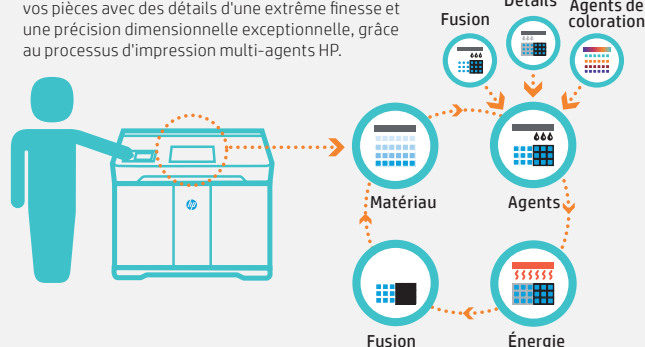 vos pièces avec des détails d'une extrême finesse et
une précision dimensionnelle exceptionnelle, grâce
au processus d'impression multi-agents HP.
Fusion
Détails
Agents de
coloration
Matériau
Agents
Fusion
Énergie
hp